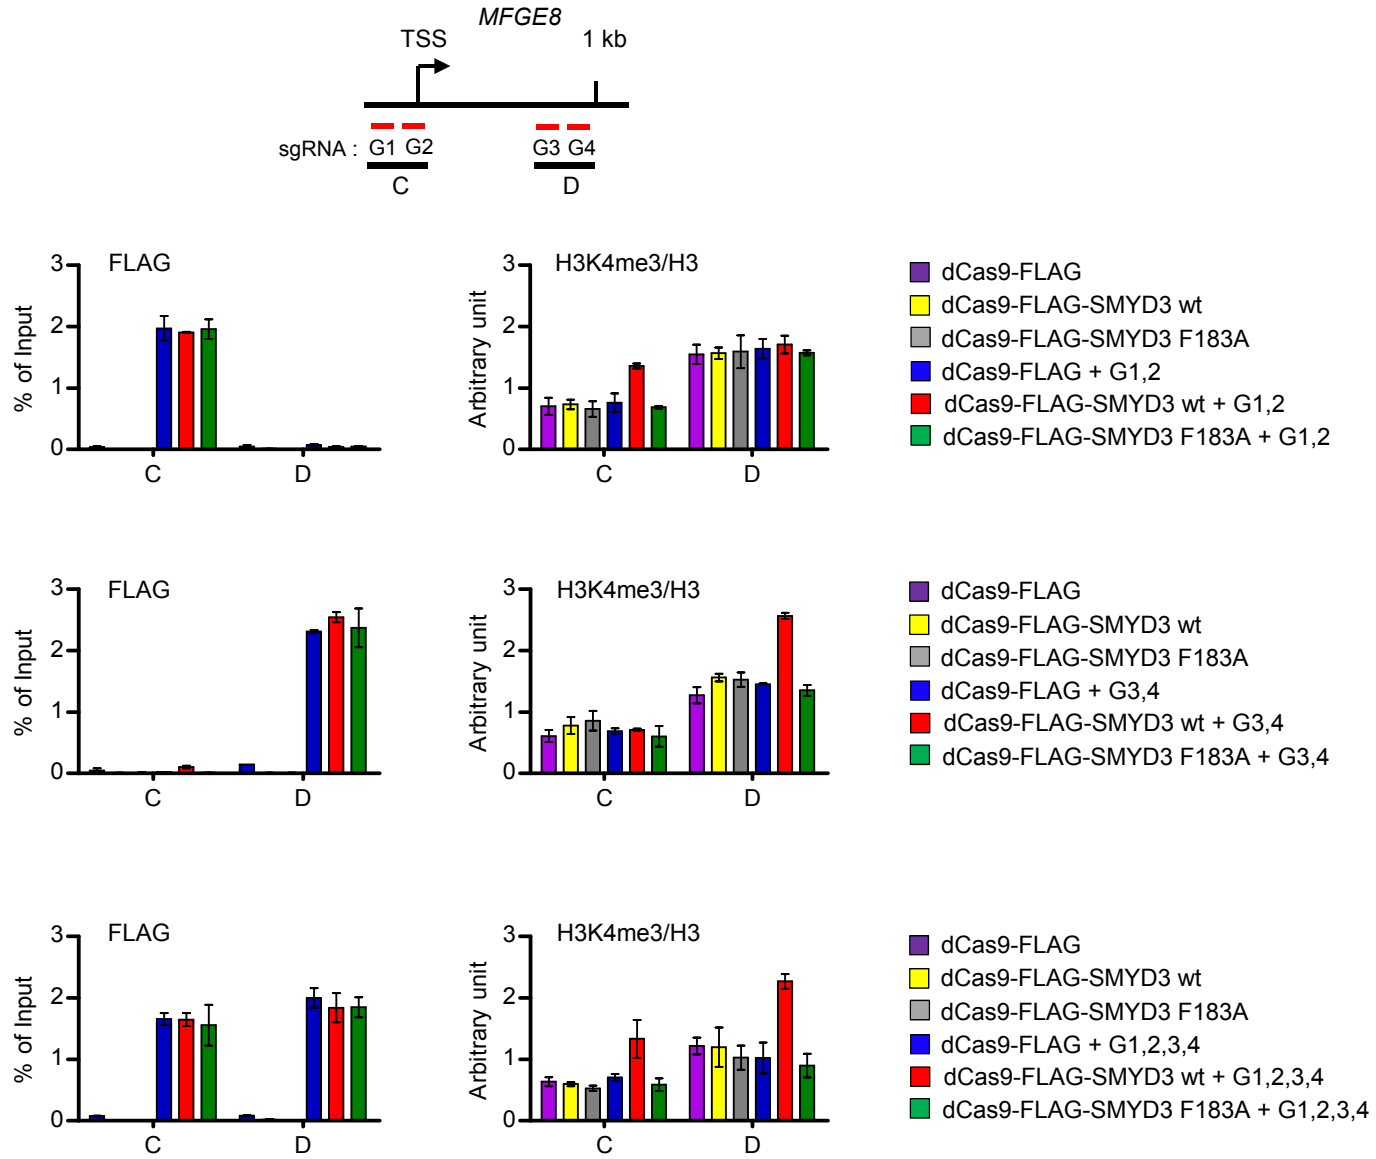 MFGE8
TSS 1 kb
sgRNA : G1 G2 G3 G4
C D
FLAG
% of Input
3
2
1
0
C D
H3K4me3/H3
Arbitrary unit
3
2
1
0
C D
dCas9-FLAG
dCas9-FLAG-SMYD3 wt
dCas9-FLAG-SMYD3 F183A
dCas9-FLAG + G1,2
dCas9-FLAG-SMYD3 wt + G1,2
dCas9-FLAG-SMYD3 F183A + G1,2
FLAG
% of Input
3
2
1
0
C D
H3K4me3/H3
Arbitrary unit
3
2
1
0
C D
dCas9-FLAG
dCas9-FLAG-SMYD3 wt
dCas9-FLAG-SMYD3 F183A
dCas9-FLAG + G3,4
dCas9-FLAG-SMYD3 wt + G3,4
dCas9-FLAG-SMYD3 F183A + G3,4
FLAG
% of Input
3
2
1
0
C D
H3K4me3/H3
Arbitrary unit
3
2
1
0
C D
dCas9-FLAG
dCas9-FLAG-SMYD3 wt
dCas9-FLAG-SMYD3 F183A
dCas9-FLAG + G1,2,3,4
dCas9-FLAG-SMYD3 wt + G1,2,3,4
dCas9-FLAG-SMYD3 F183A + G1,2,3,4